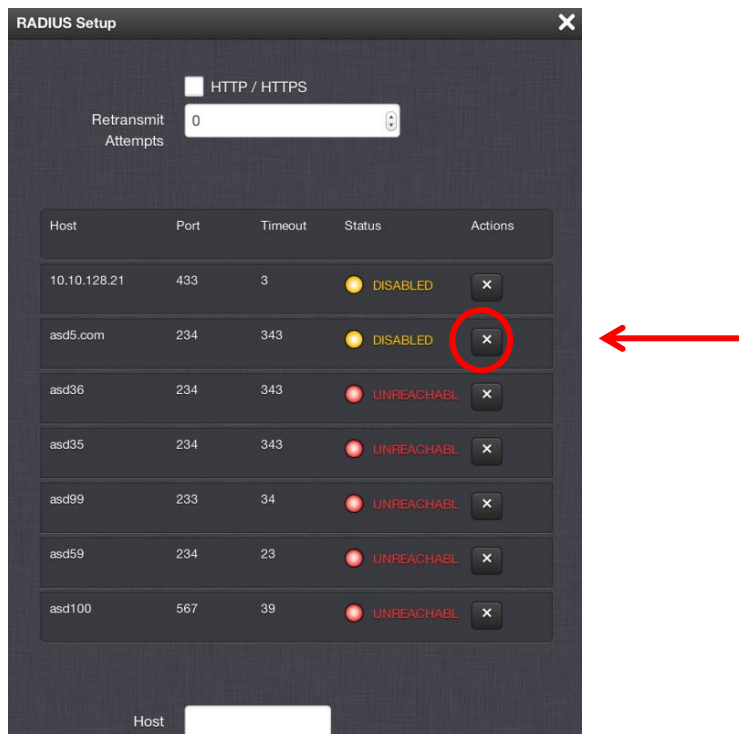 RADIUS Setup
HTTP / HTTPS
Retransmit Attempts 0
Host Port Timeout Status Actions
10.10.128.21 433 3 DISABLED
asd5.com 234 343 DISABLED
asd36 234 343 UNREACHABL
asd35 234 343 UNREACHABL
asd99 233 34 UNREACHABL
asd59 234 23 UNREACHABL
asd100 567 39 UNREACHABL
Host